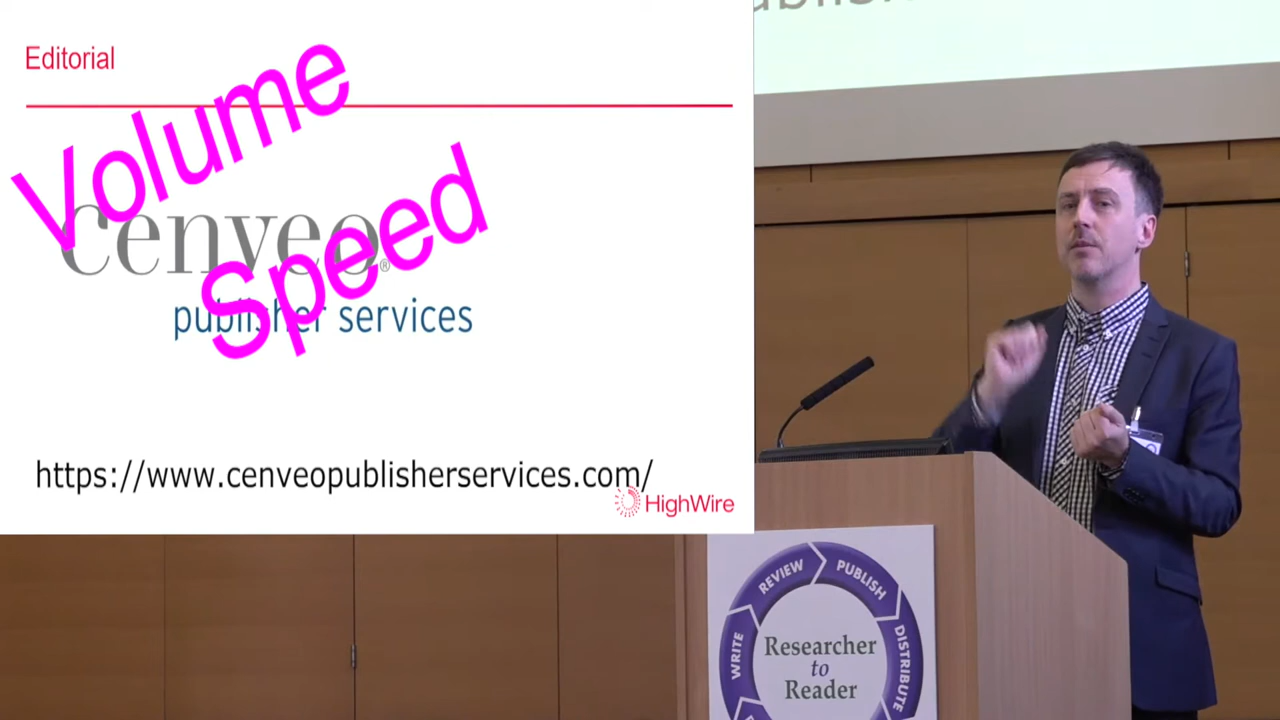 Editorial
Volume
Speed
cenveo®
publisher services
https://www.cenveopublisherservices.com/
HighWire
REVIEW
PUBLISH
WRITE
DISTRIBUTE
Researcher
to
Reader